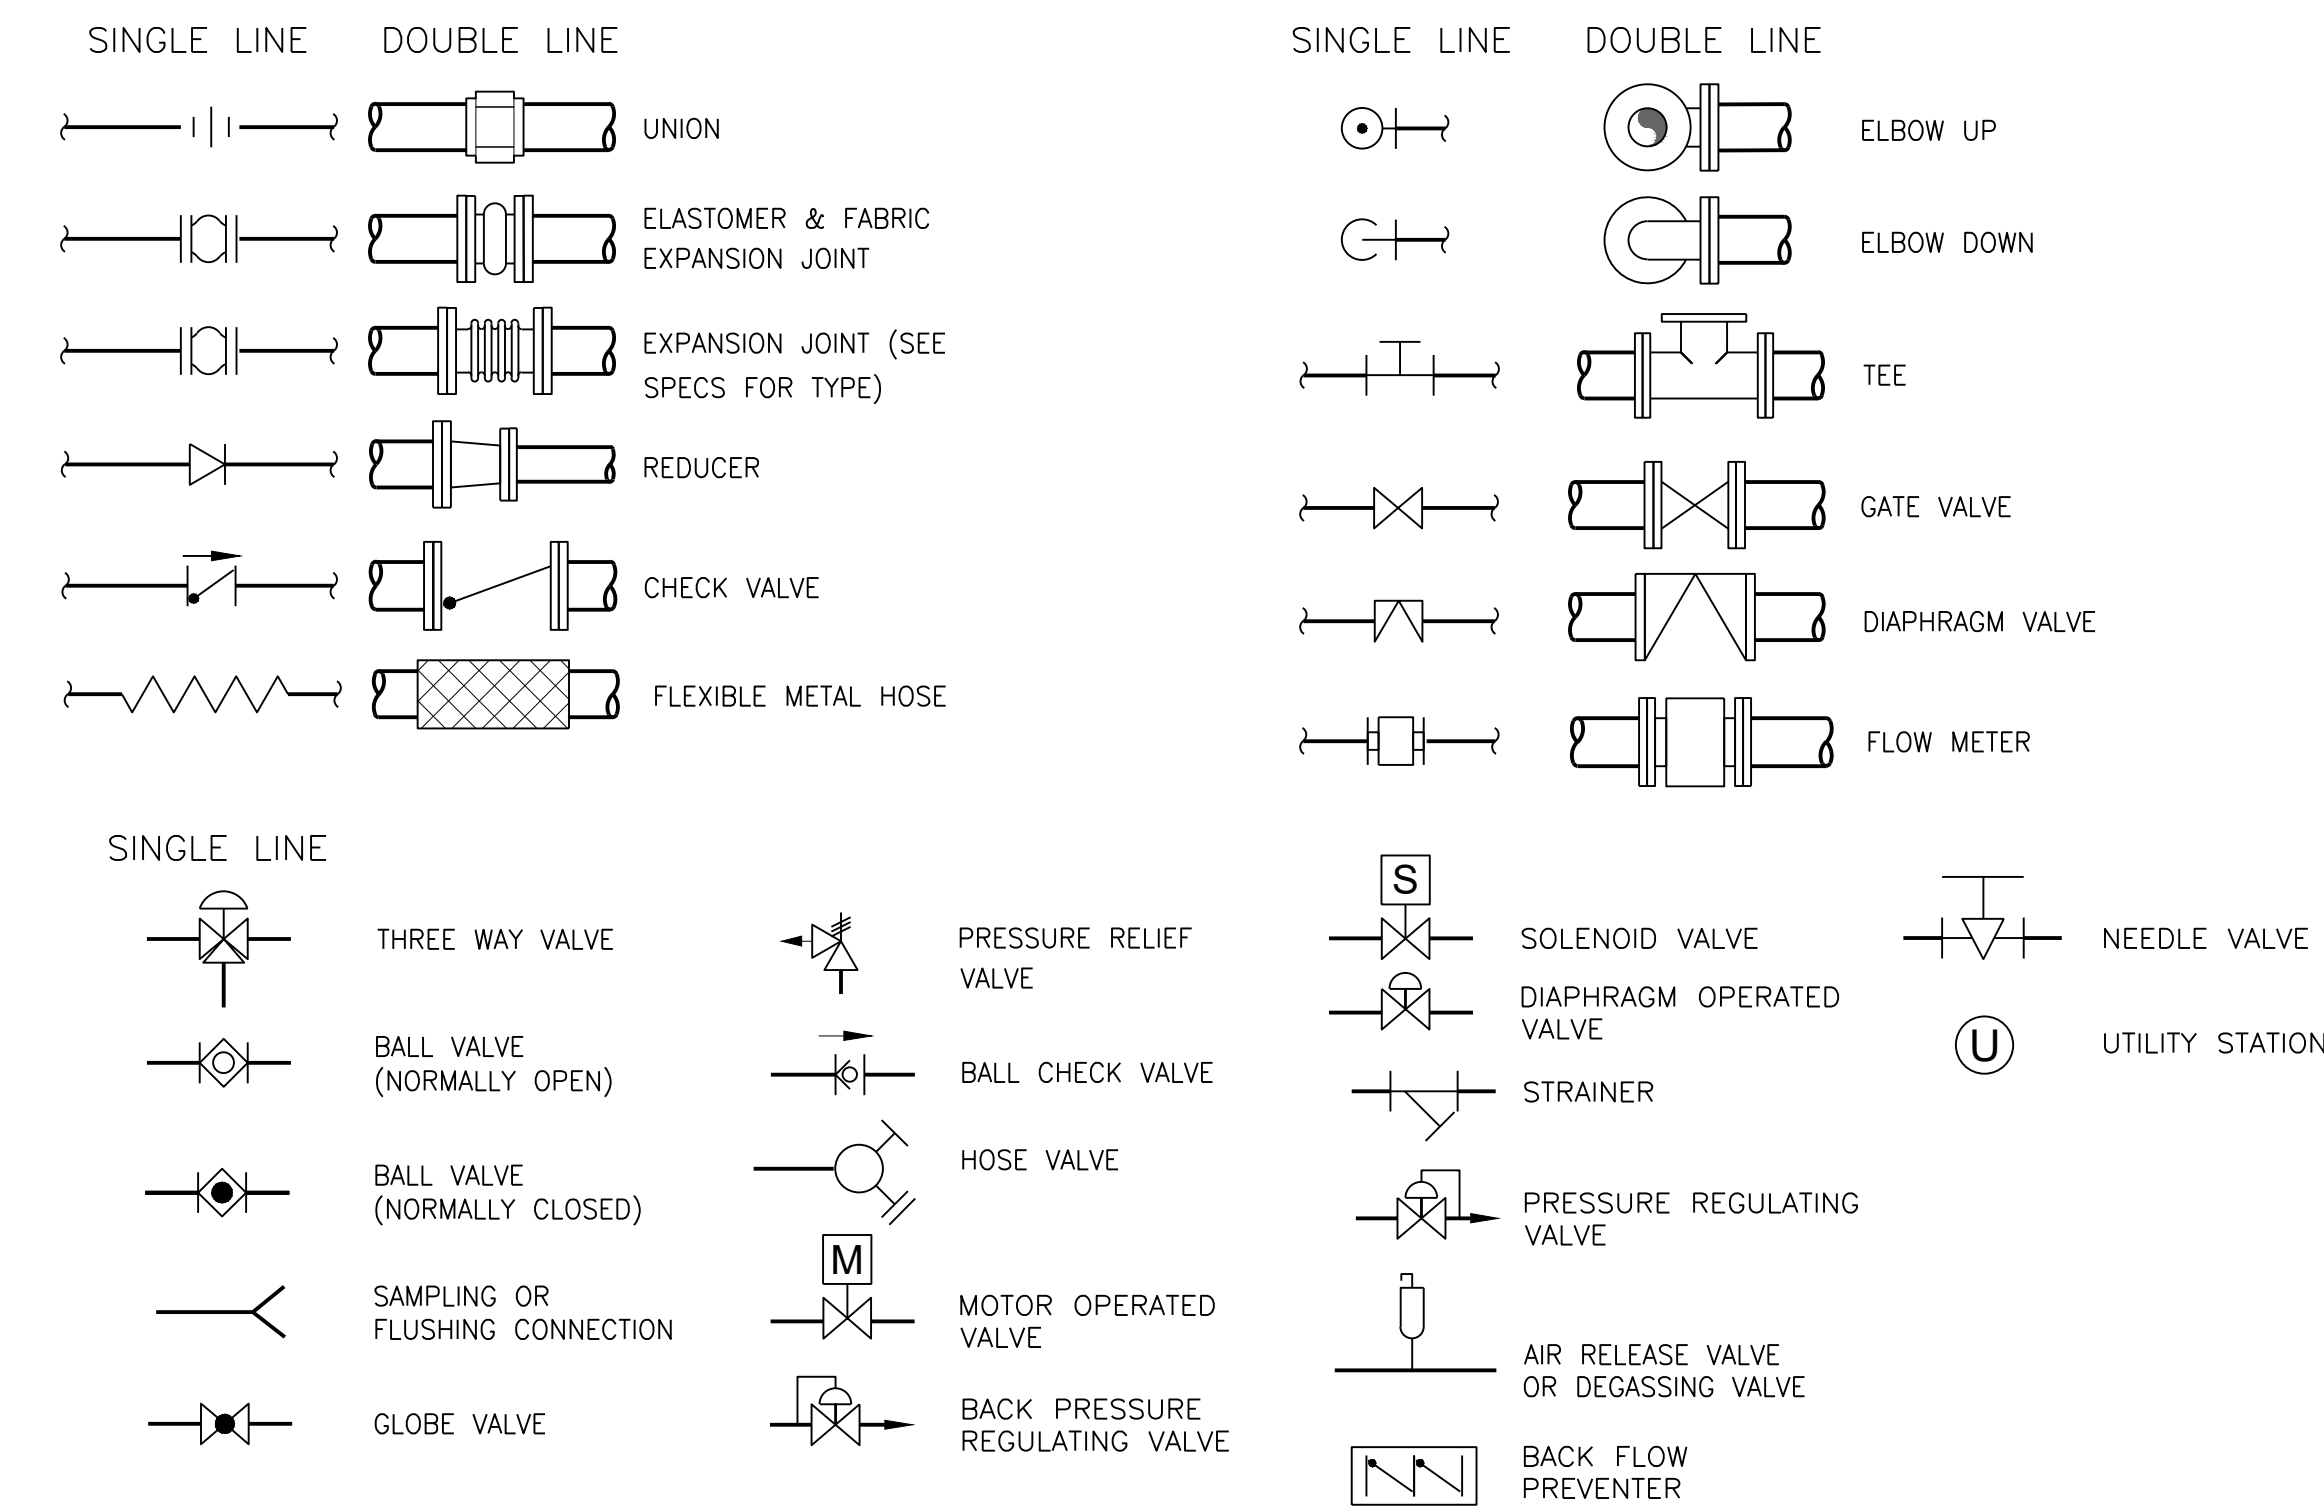 SINGLE LINE DOUBLE LINE
UNION
ELASTOMER & FABRIC
EXPANSION JOINT
EXPANSION JOINT (SEE
SPECS FOR TYPE)
REDUCER
CHECK VALVE
FLEXIBLE METAL HOSE
SINGLE LINE DOUBLE LINE
ELBOW UP
ELBOW DOWN
TEE
GATE VALVE
DIAPHRAGM VALVE
FLOW METER
SINGLE LINE
THREE WAY VALVE
BALL VALVE
(NORMALLY OPEN)
BALL VALVE
(NORMALLY CLOSED)
SAMPLING OR
FLUSHING CONNECTION
GLOBE VALVE
PRESSURE RELIEF
VALVE
BALL CHECK VALVE
HOSE VALVE
M
MOTOR OPERATED
VALVE
BACK PRESSURE
REGULATING VALVE
S
SOLENOID VALVE
DIAPHRAGM OPERATED
VALVE
STRAINER
PRESSURE REGULATING
VALVE
AIR RELEASE VALVE
OR DEGASSING VALVE
BACK FLOW
PREVENTER
NEEDLE VALVE
U
UTILITY STATION